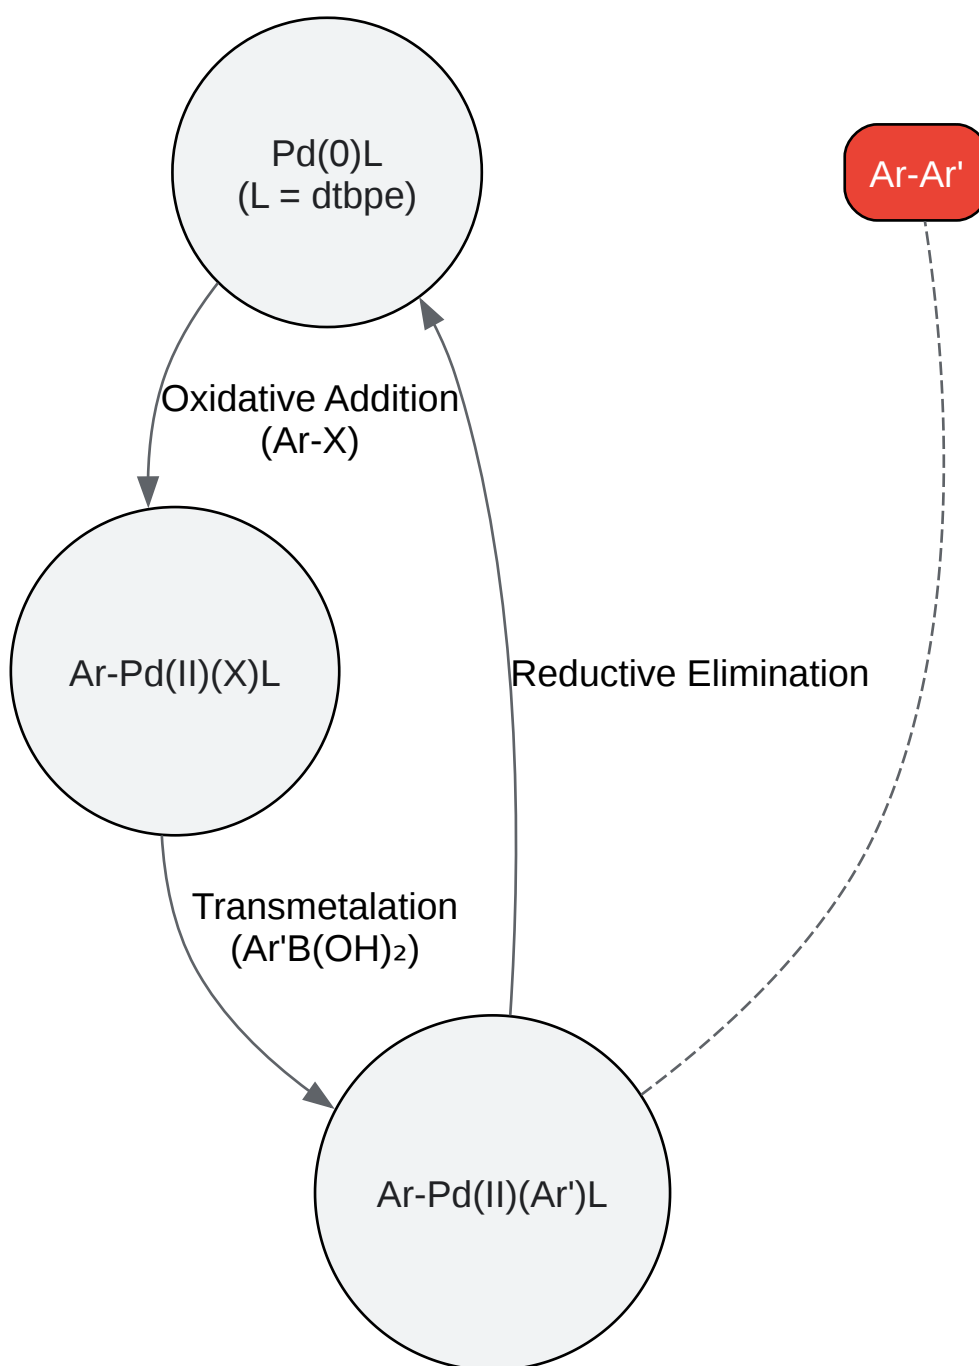 Pd(0)L
(L = dtbpe)
Ar-Ar'
Oxidative Addition
(Ar-X)
Ar-Pd(II)(X)L
Reductive Elimination
Transmetalation
(Ar'B(OH)₂)
Ar-Pd(II)(Ar')L